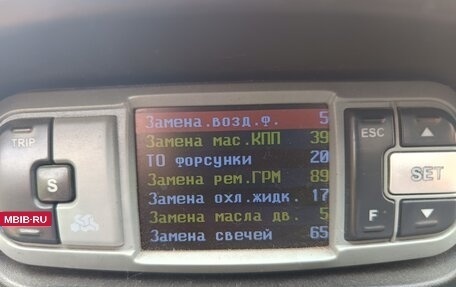 Замена.возд.ф. 5
TRIP
ESC
Замена мас.КПП 39
ТО форсунки 20
Замена рем.ГРМ 89
S
SET
Замена охл.жидк. 17
MBIB-RU
F
Замена масла дв. 5
Замена свечей 65